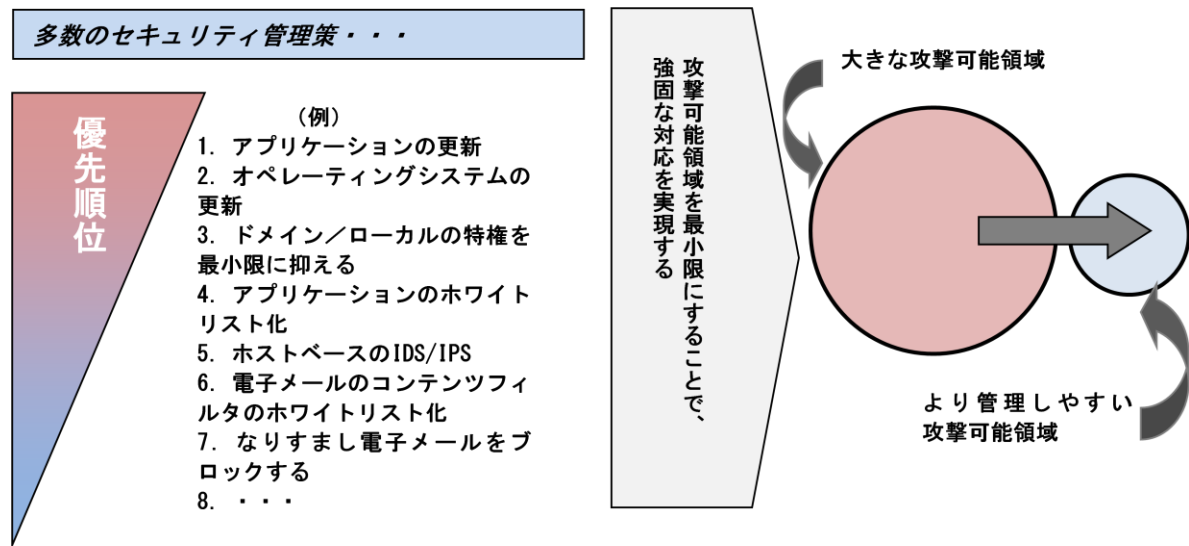 多数のセキュリティ管理策・・・
優先順位
（例）
1. アプリケーションの更新
2. オペレーティングシステムの
更新
3. ドメイン／ローカルの特権を
最小限に抑える
4. アプリケーションのホワイト
リスト化
5. ホストベースのIDS/IPS
6. 電子メールのコンテンツフィ
ルタのホワイトリスト化
7. なりすまし電子メールをブ
ロックする
8. ・・・
攻撃可能領域を最小限にすることで、
強固な対応を実現する
大きな攻撃可能領域
より管理しやすい
攻撃可能領域